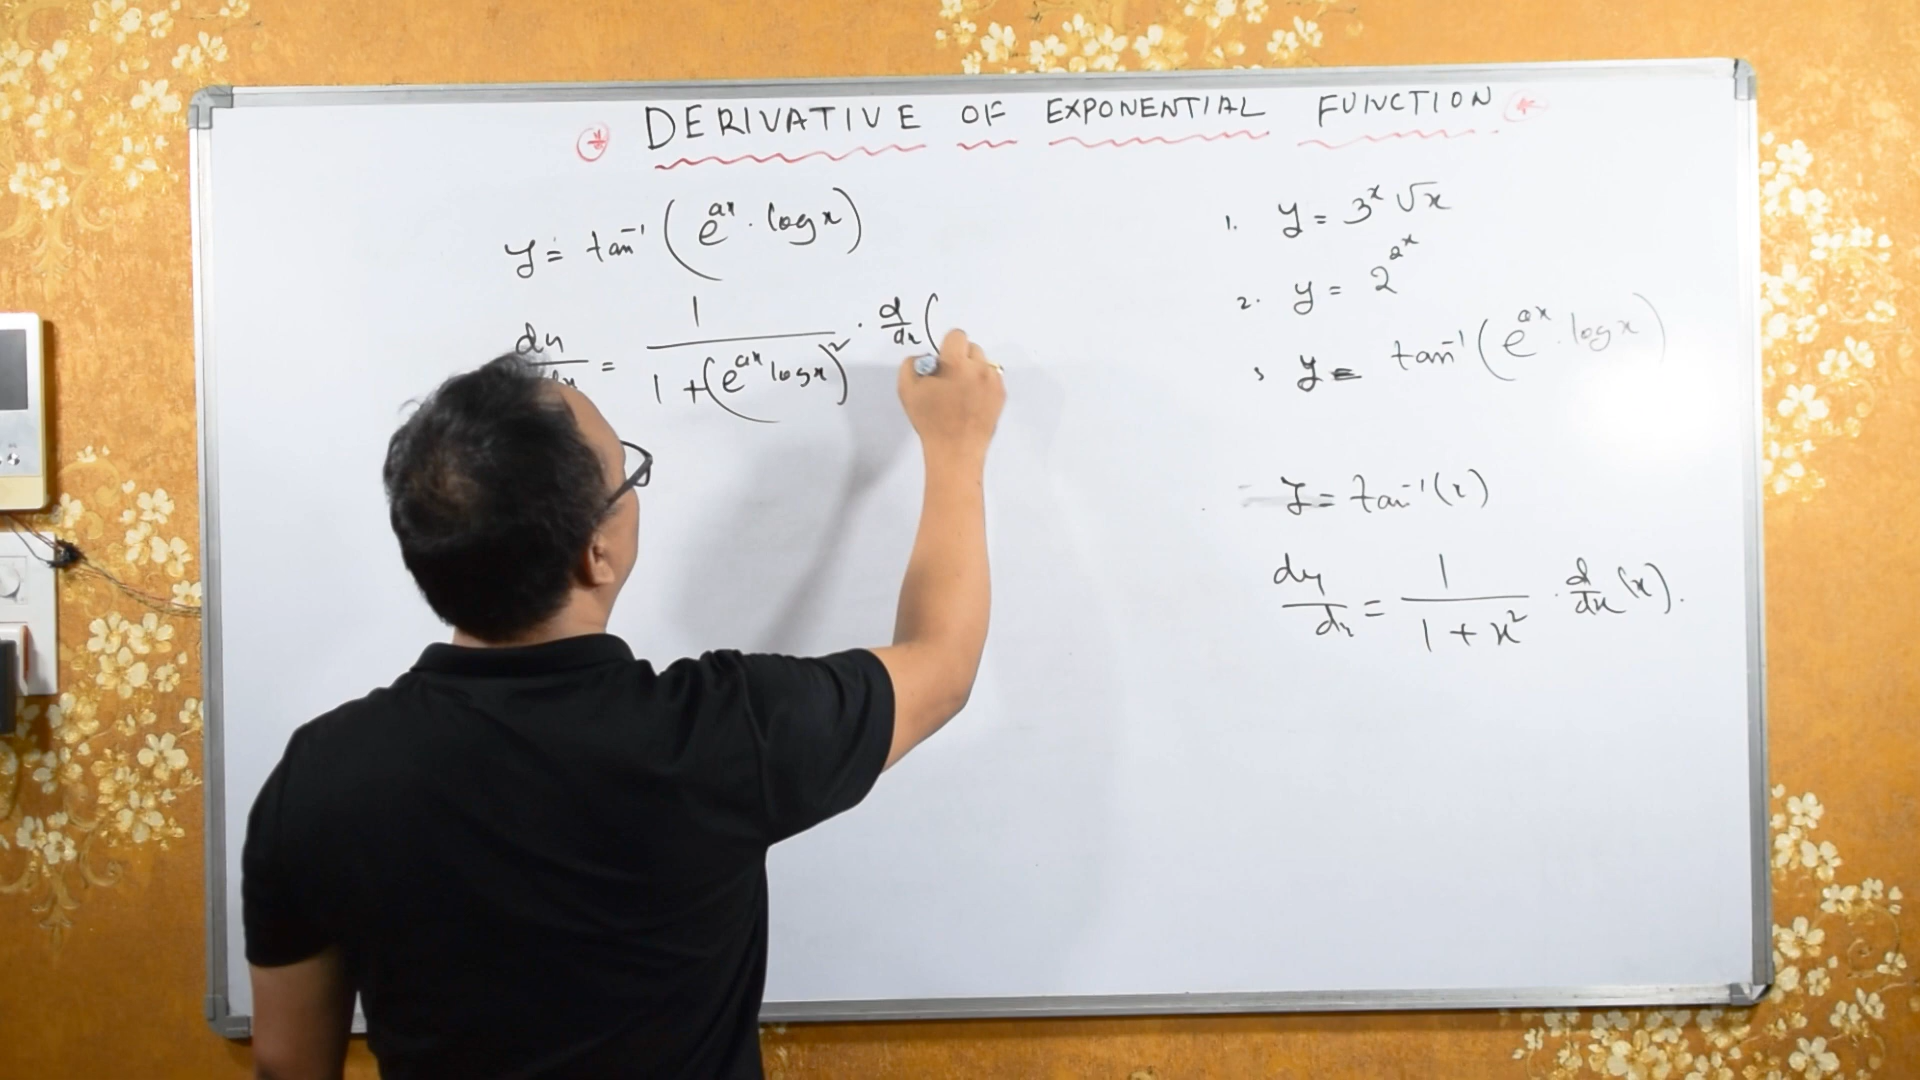 DERIVATIVE OF EXPONENTIAL FUNCTION
y = tan⁻¹ (e^{ax} · log x)
dy/dx = 1 / (1 + (e^{ax} log x)²) · d/dx (
1. y = 3^x √x
2. y = 2^{2^x}
3 y = tan⁻¹ (e^{ax} · log x)
y = tan⁻¹ (x)
dy/dx = 1 / (1 + x²) · d/dx (x).